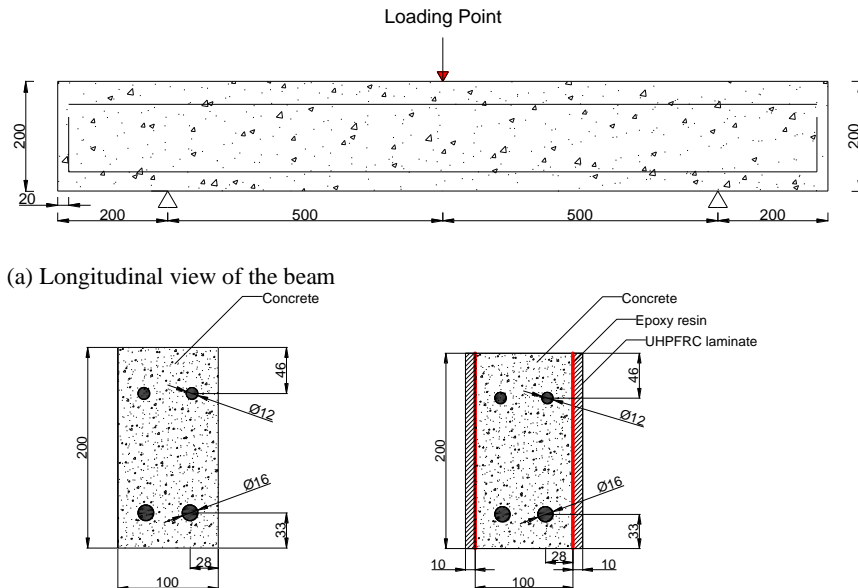 Loading Point
200
200
20
200
500
500
200
(a) Longitudinal view of the beam
Concrete
46
Ø12
200
Ø16
33
28
100
Concrete
Epoxy resin
UHPFRC laminate
46
Ø12
200
Ø16
33
28
10
100
10